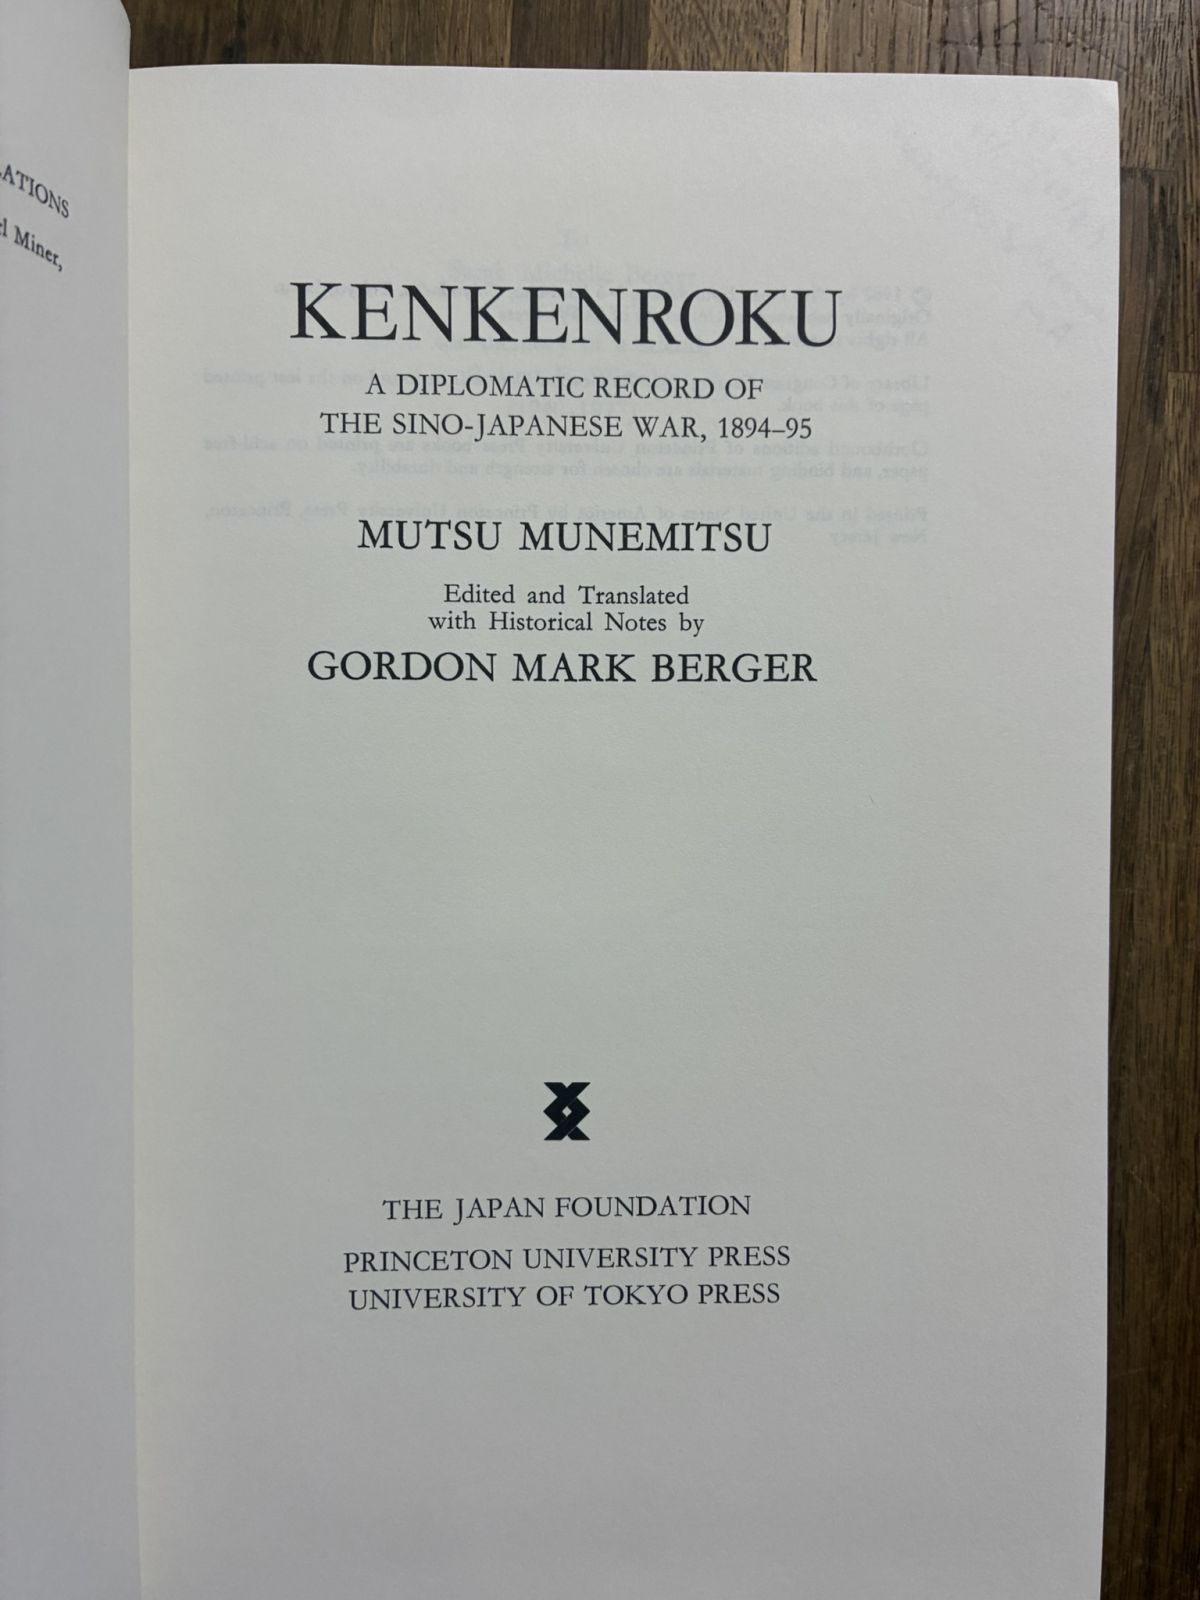 ATIONS
el Miner,
KENKENROKU
A DIPLOMATIC RECORD OF
THE SINO-JAPANESE WAR, 1894–95
MUTSU MUNEMITSU
Edited and Translated
with Historical Notes by
GORDON MARK BERGER
THE JAPAN FOUNDATION
PRINCETON UNIVERSITY PRESS
UNIVERSITY OF TOKYO PRESS